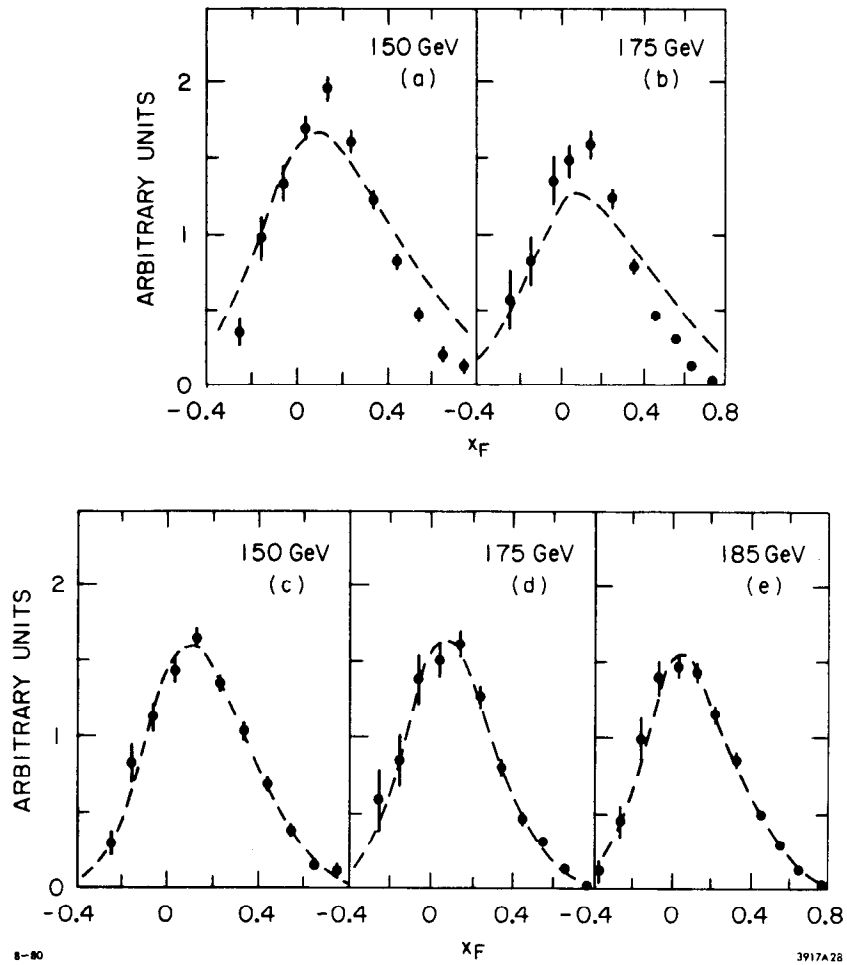 150 GeV 175 GeV
(a) (b)
ARBITRARY UNITS
2
1
0
-0.4 0 0.4 -0.4 0 0.4 0.8
xF
150 GeV 175 GeV 185 GeV
(c) (d) (e)
ARBITRARY UNITS
2
1
0
-0.4 0 0.4 -0.4 0 0.4 -0.4 0 0.4 0.8
xF
8-80 3917A28